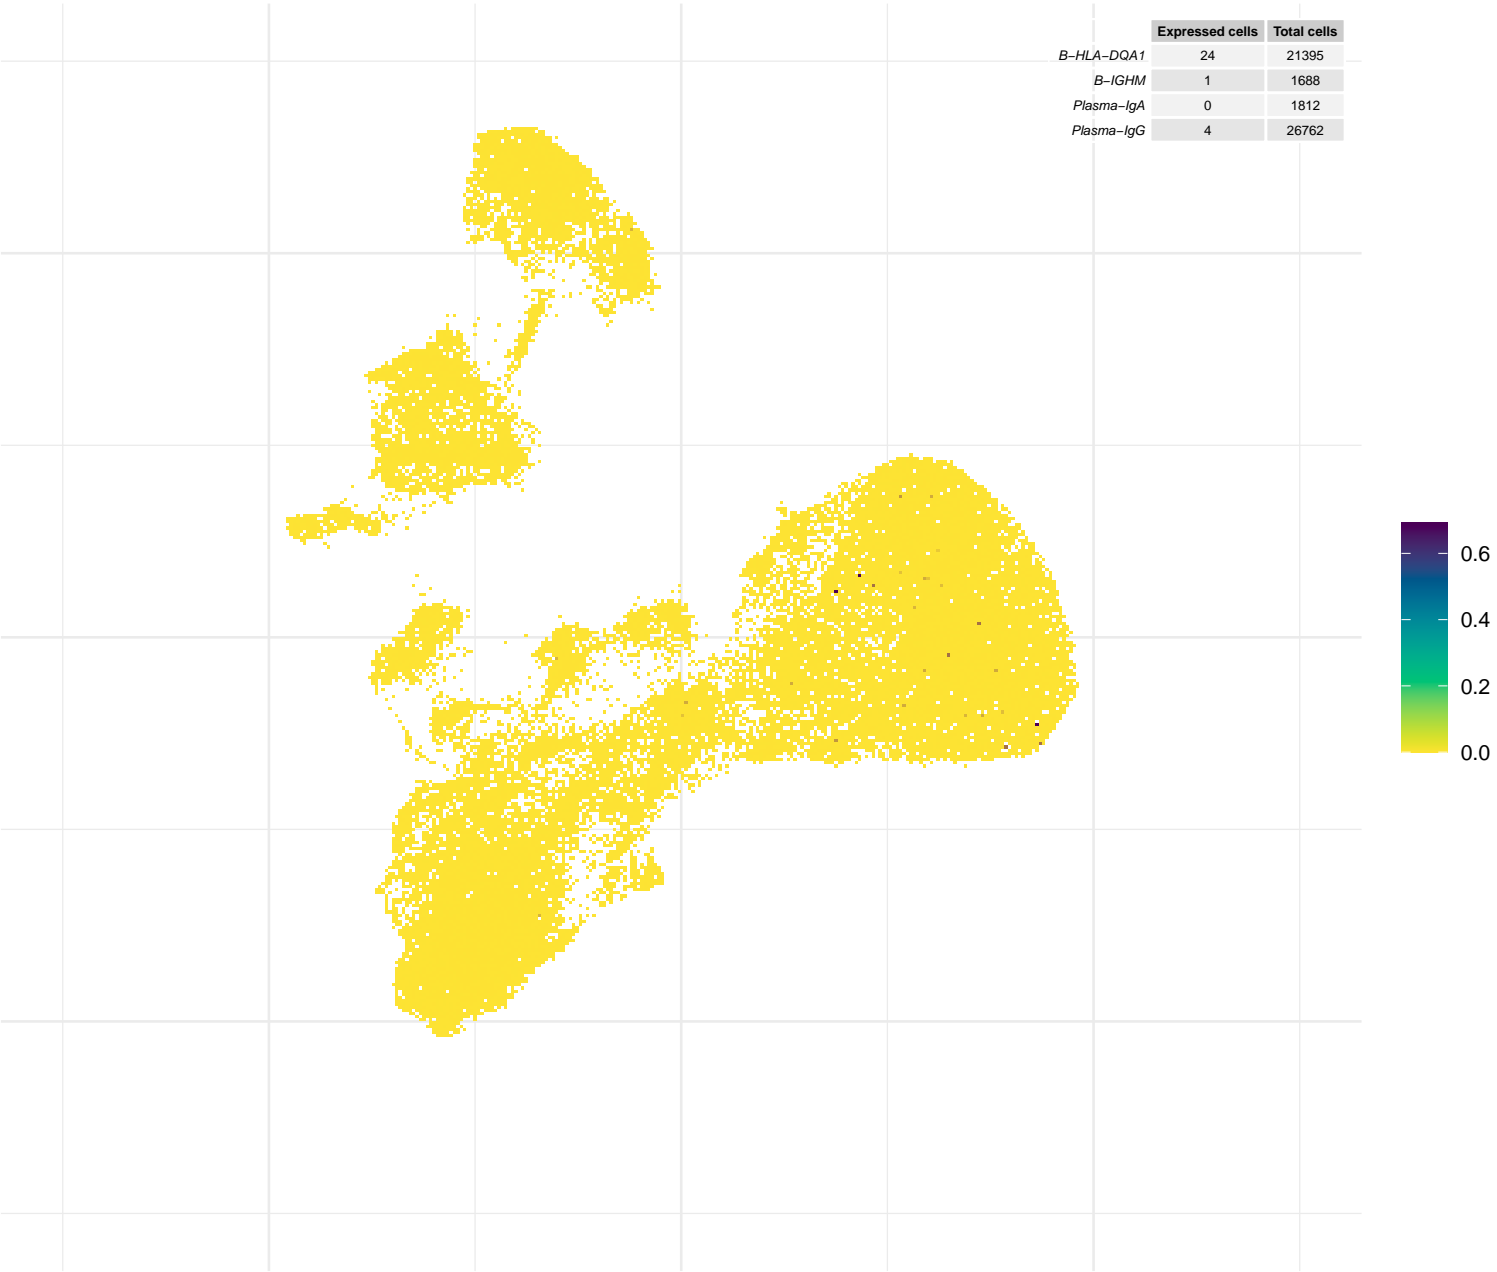 Expressed cells Total cells
B−HLA−DQA1 24 21395
B−IGHM 1 1688
Plasma−IgA 0 1812
Plasma−IgG 4 26762
0.6
0.4
0.2
0.0